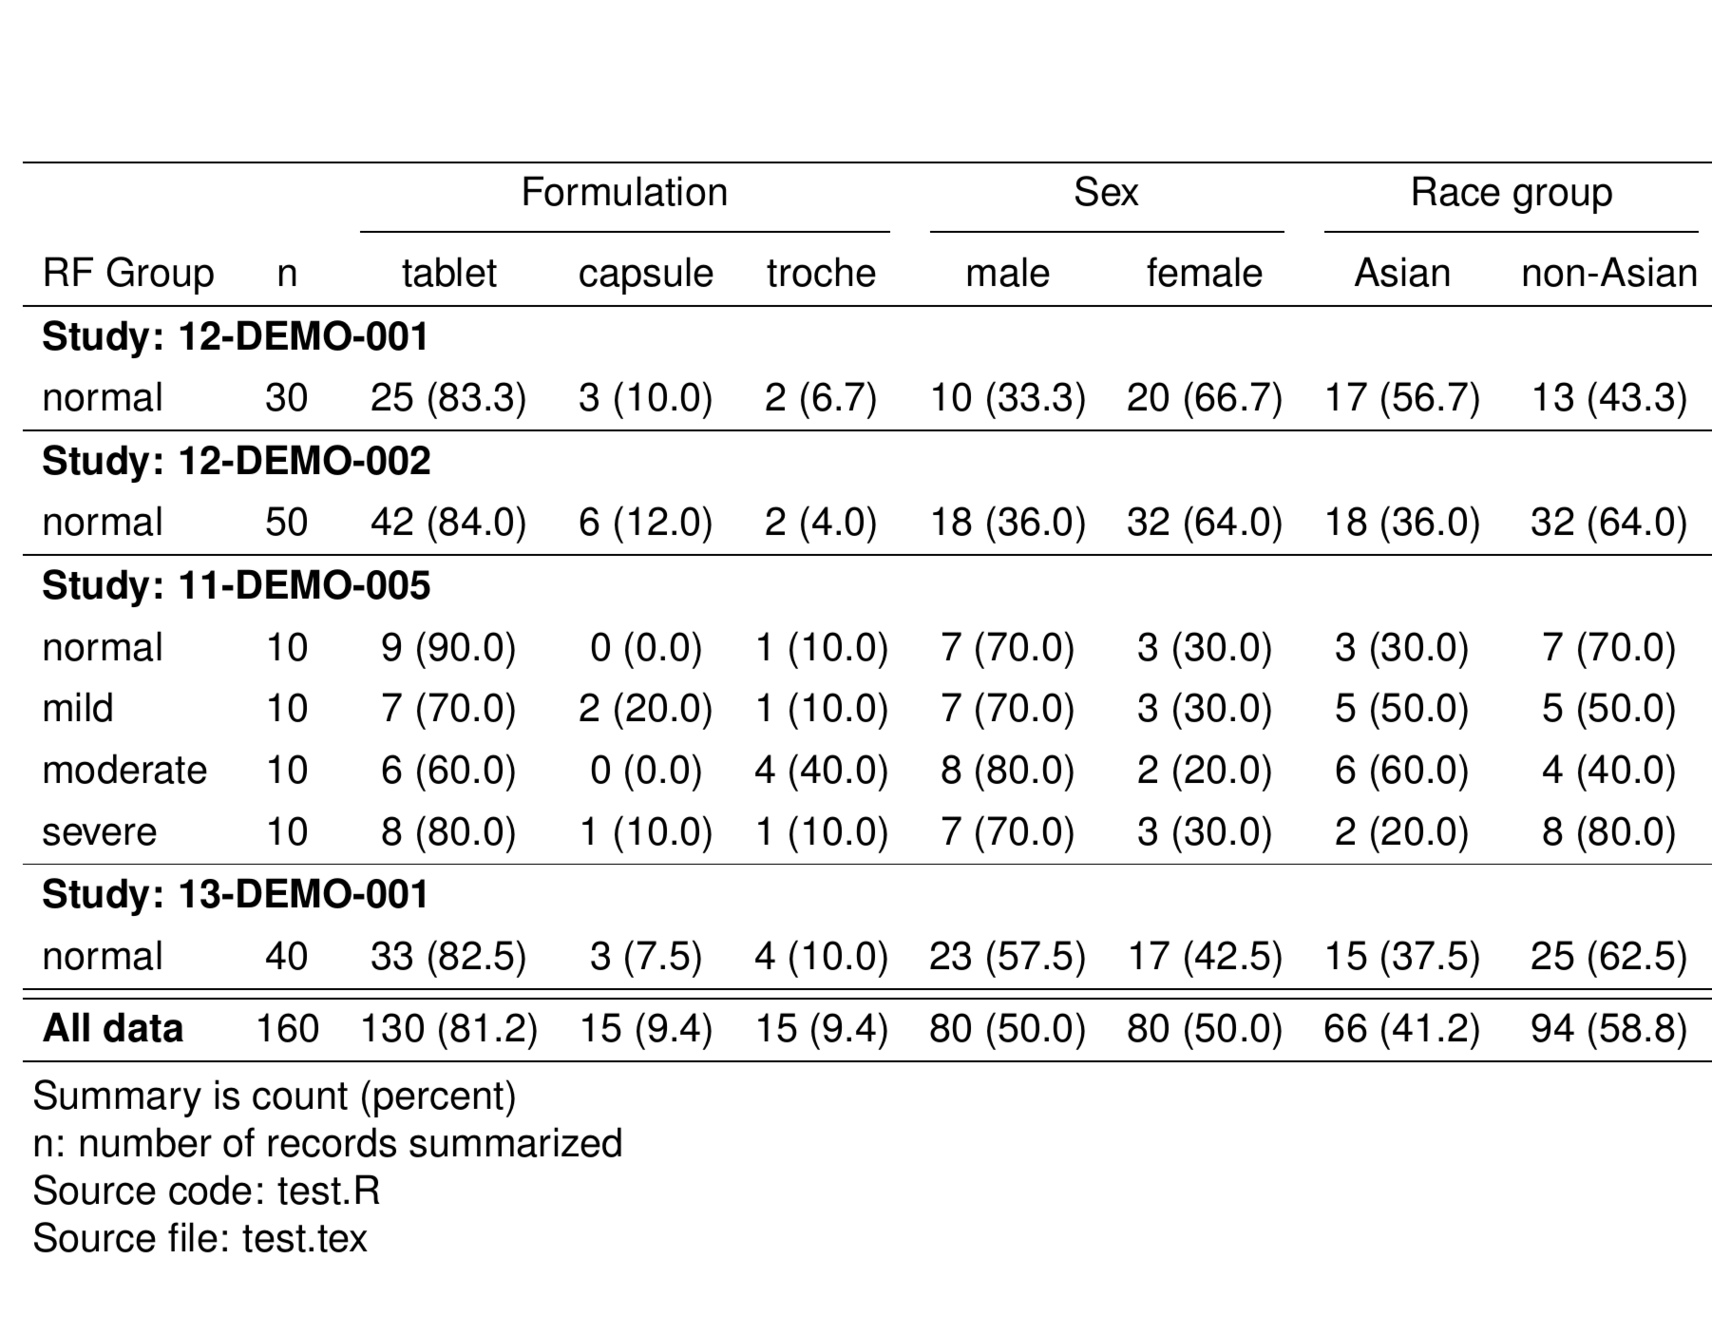 Formulation Sex Race group
RF Group n tablet capsule troche male female Asian non-Asian
Study: 12-DEMO-001
normal 30 25 (83.3) 3 (10.0) 2 (6.7) 10 (33.3) 20 (66.7) 17 (56.7) 13 (43.3)
Study: 12-DEMO-002
normal 50 42 (84.0) 6 (12.0) 2 (4.0) 18 (36.0) 32 (64.0) 18 (36.0) 32 (64.0)
Study: 11-DEMO-005
normal 10 9 (90.0) 0 (0.0) 1 (10.0) 7 (70.0) 3 (30.0) 3 (30.0) 7 (70.0)
mild 10 7 (70.0) 2 (20.0) 1 (10.0) 7 (70.0) 3 (30.0) 5 (50.0) 5 (50.0)
moderate 10 6 (60.0) 0 (0.0) 4 (40.0) 8 (80.0) 2 (20.0) 6 (60.0) 4 (40.0)
severe 10 8 (80.0) 1 (10.0) 1 (10.0) 7 (70.0) 3 (30.0) 2 (20.0) 8 (80.0)
Study: 13-DEMO-001
normal 40 33 (82.5) 3 (7.5) 4 (10.0) 23 (57.5) 17 (42.5) 15 (37.5) 25 (62.5)
All data 160 130 (81.2) 15 (9.4) 15 (9.4) 80 (50.0) 80 (50.0) 66 (41.2) 94 (58.8)
Summary is count (percent)
n: number of records summarized
Source code: test.R
Source file: test.tex